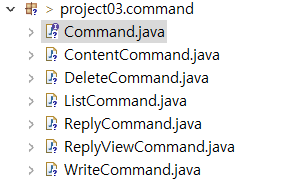 > project03.command
> Command.java
> ContentCommand.java
> DeleteCommand.java
> ListCommand.java
> ReplyCommand.java
> ReplyViewCommand.java
> WriteCommand.java